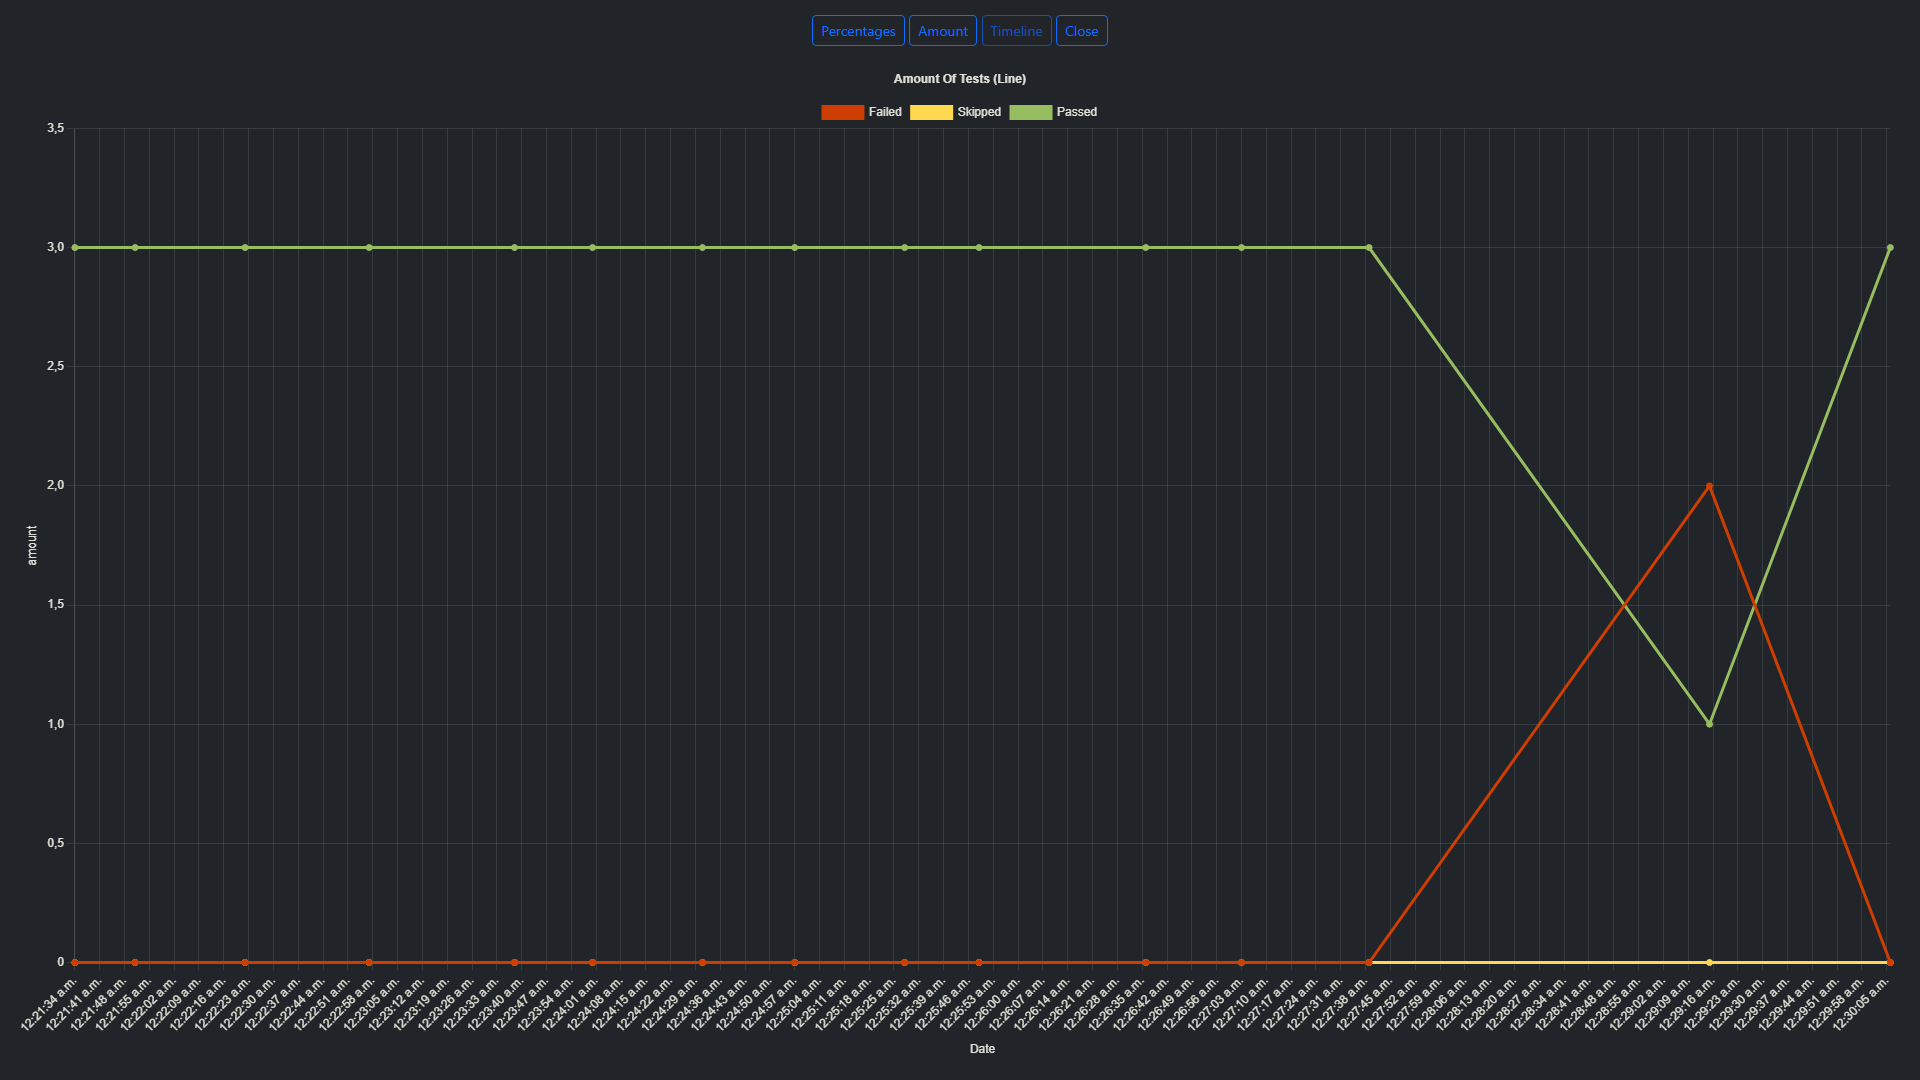 Percentages Amount Timeline Close
Amount Of Tests (Line)
Failed Skipped Passed
3,5
3,0
2,5
2,0
1,5
1,0
0,5
0
amount
12:21:34 a.m. 12:21:41 a.m. 12:21:48 a.m. 12:21:55 a.m. 12:22:02 a.m. 12:22:09 a.m. 12:22:16 a.m. 12:22:23 a.m. 12:22:30 a.m. 12:22:37 a.m. 12:22:44 a.m. 12:22:51 a.m. 12:22:58 a.m. 12:23:05 a.m. 12:23:12 a.m. 12:23:19 a.m. 12:23:26 a.m. 12:23:33 a.m. 12:23:40 a.m. 12:23:47 a.m. 12:23:54 a.m. 12:24:01 a.m. 12:24:08 a.m. 12:24:15 a.m. 12:24:22 a.m. 12:24:29 a.m. 12:24:36 a.m. 12:24:43 a.m. 12:24:50 a.m. 12:24:57 a.m. 12:25:04 a.m. 12:25:11 a.m. 12:25:18 a.m. 12:25:25 a.m. 12:25:32 a.m. 12:25:39 a.m. 12:25:46 a.m. 12:25:53 a.m. 12:26:00 a.m. 12:26:07 a.m. 12:26:14 a.m. 12:26:21 a.m. 12:26:28 a.m. 12:26:35 a.m. 12:26:42 a.m. 12:26:49 a.m. 12:26:56 a.m. 12:27:03 a.m. 12:27:10 a.m. 12:27:17 a.m. 12:27:24 a.m. 12:27:31 a.m. 12:27:38 a.m. 12:27:45 a.m. 12:27:52 a.m. 12:27:59 a.m. 12:28:06 a.m. 12:28:13 a.m. 12:28:20 a.m. 12:28:27 a.m. 12:28:34 a.m. 12:28:41 a.m. 12:28:48 a.m. 12:28:55 a.m. 12:29:02 a.m. 12:29:09 a.m. 12:29:16 a.m. 12:29:23 a.m. 12:29:30 a.m. 12:29:37 a.m. 12:29:44 a.m. 12:29:51 a.m. 12:29:58 a.m. 12:30:05 a.m.
Date